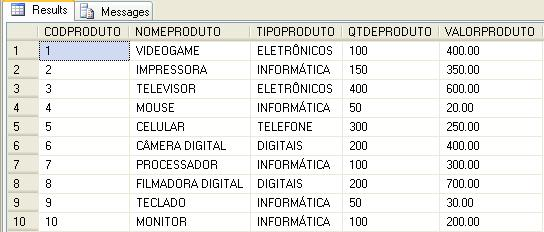 Results Messages
CODPRODUTO NOMEPRODUTO TIPOPRODUTO QTDEPRODUTO VALORPRODUTO
1 1 VIDEOGAME ELETRÔNICOS 100 400.00
2 2 IMPRESSORA INFORMÁTICA 150 350.00
3 3 TELEVISOR ELETRÔNICOS 400 600.00
4 4 MOUSE INFORMÁTICA 50 20.00
5 5 CELULAR TELEFONE 300 250.00
6 6 CÂMERA DIGITAL DIGITAIS 200 400.00
7 7 PROCESSADOR INFORMÁTICA 100 300.00
8 8 FILMADORA DIGITAL DIGITAIS 200 700.00
9 9 TECLADO INFORMÁTICA 50 30.00
10 10 MONITOR INFORMÁTICA 100 200.00